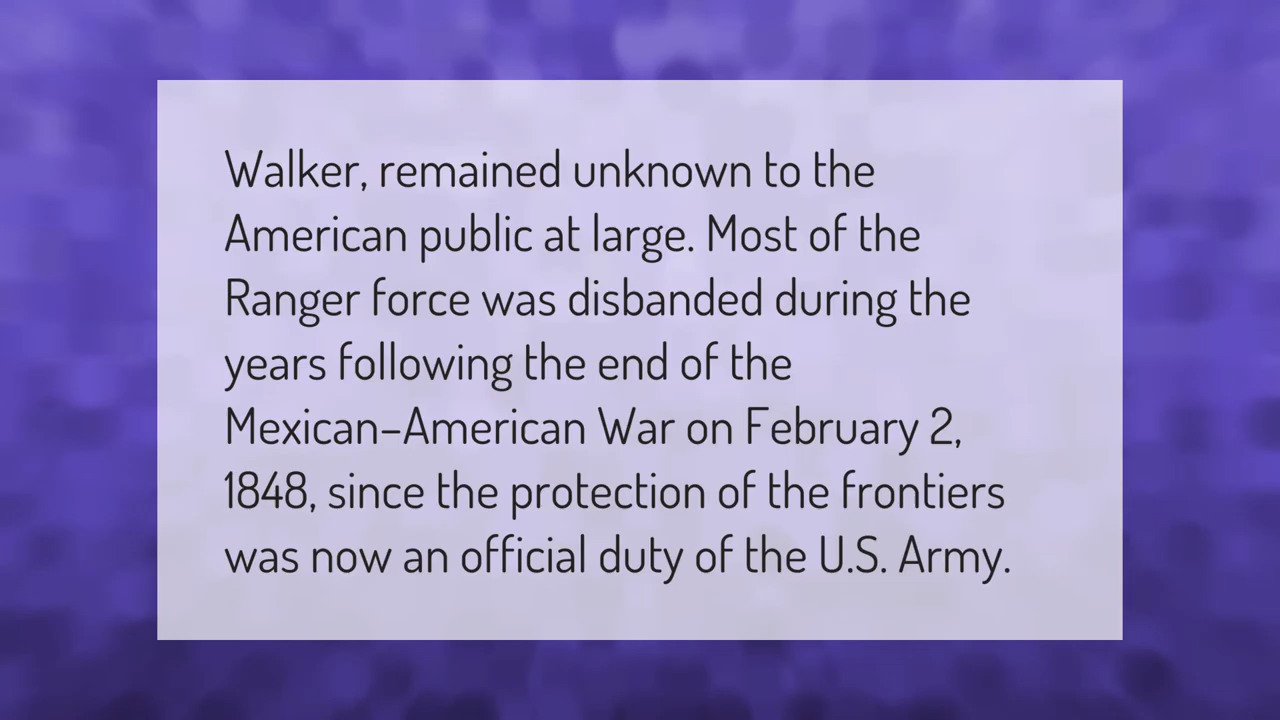 Walker, remained unknown to the
American public at large. Most of the
Ranger force was disbanded during the
years following the end of the
Mexican–American War on February 2,
1848, since the protection of the frontiers
was now an official duty of the U.S. Army.